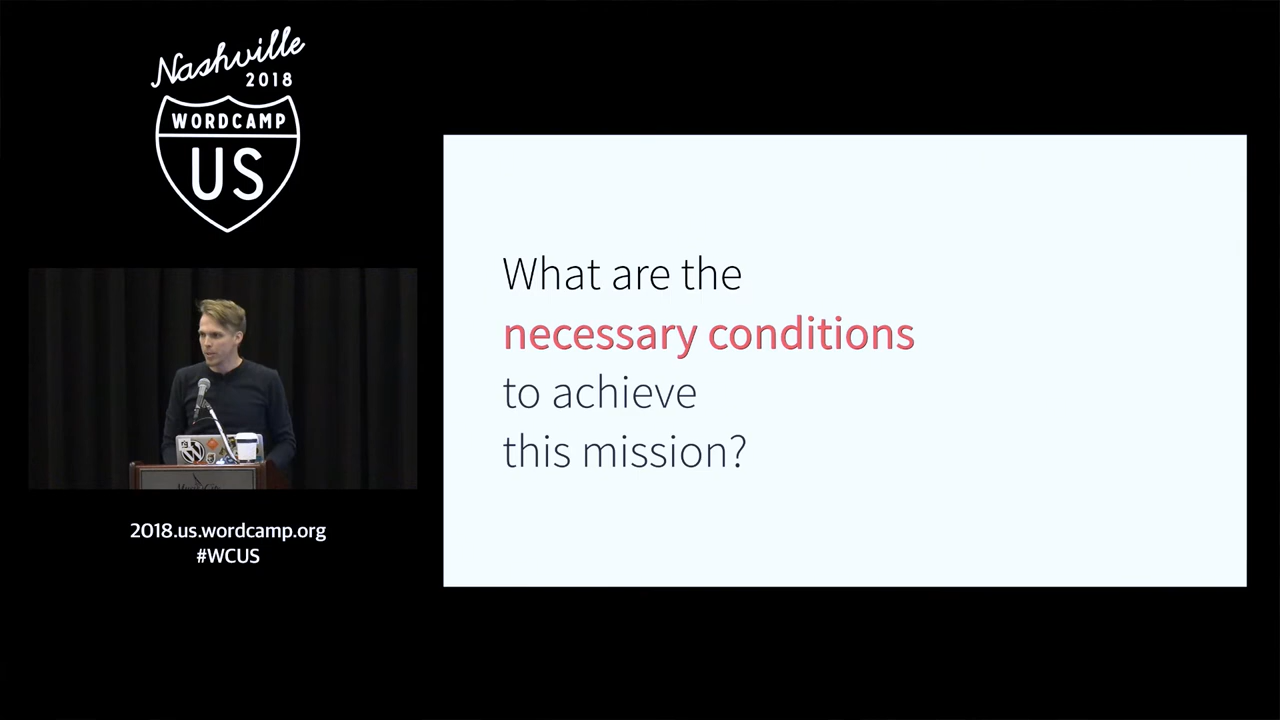 Nashville
2018
WORDCAMP
US
2018.us.wordcamp.org
#WCUS
What are the
necessary conditions
to achieve
this mission?